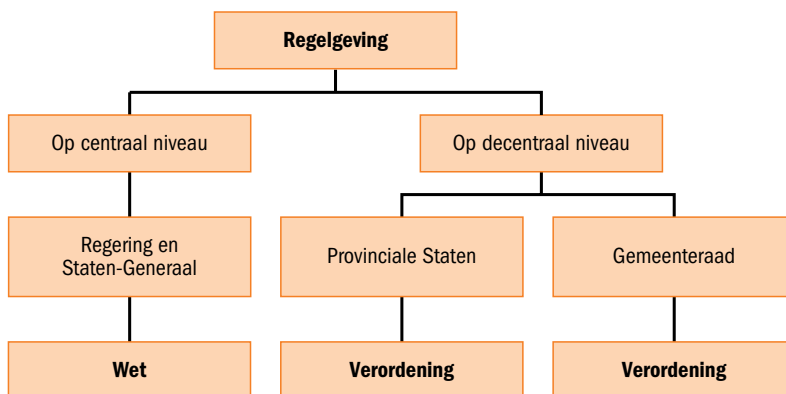 Regelgeving
Op centraal niveau
Op decentraal niveau
Regering en
Staten-Generaal
Provinciale Staten
Gemeenteraad
Wet
Verordening
Verordening